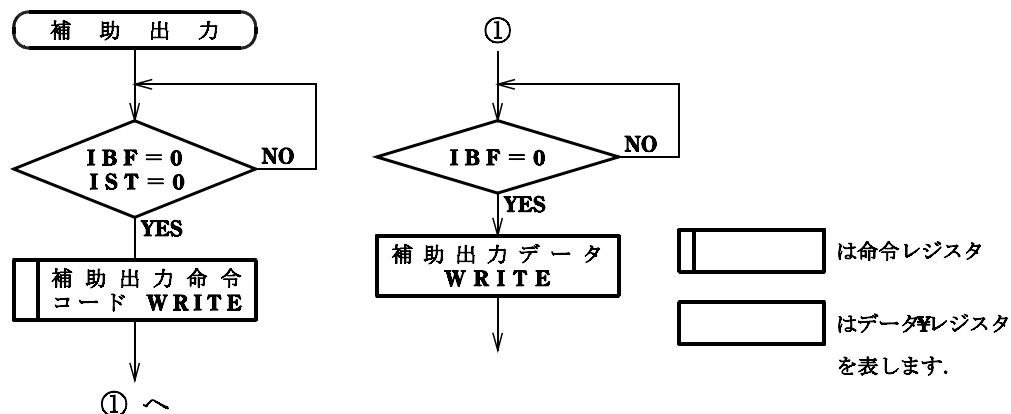 補助出力
IBF=0
IST=0
NO
YES
補助出力命令
コード WRITE
① へ
①
IBF=0
NO
YES
補助出力データ
WRITE
は命令レジスタ
はデータ¥レジスタ
を表します.